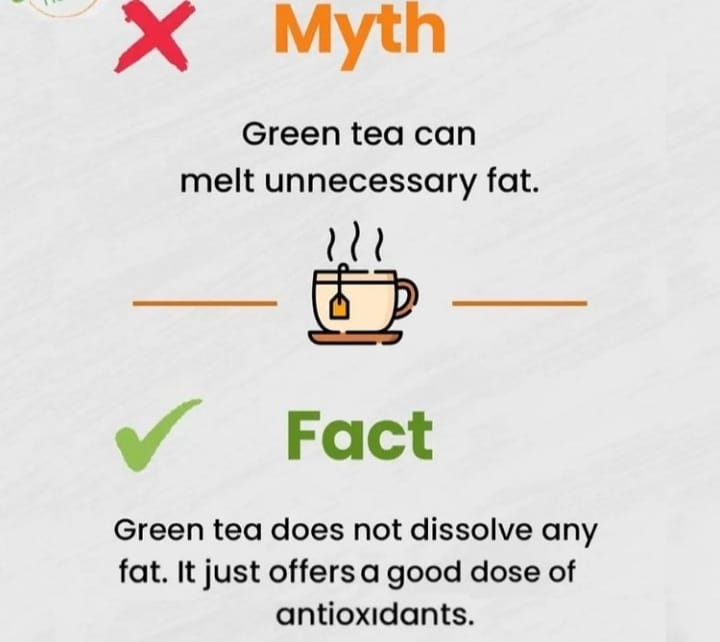 Myth
Green tea can
melt unnecessary fat.
Fact
Green tea does not dissolve any
fat. It just offers a good dose of
antioxıdants.